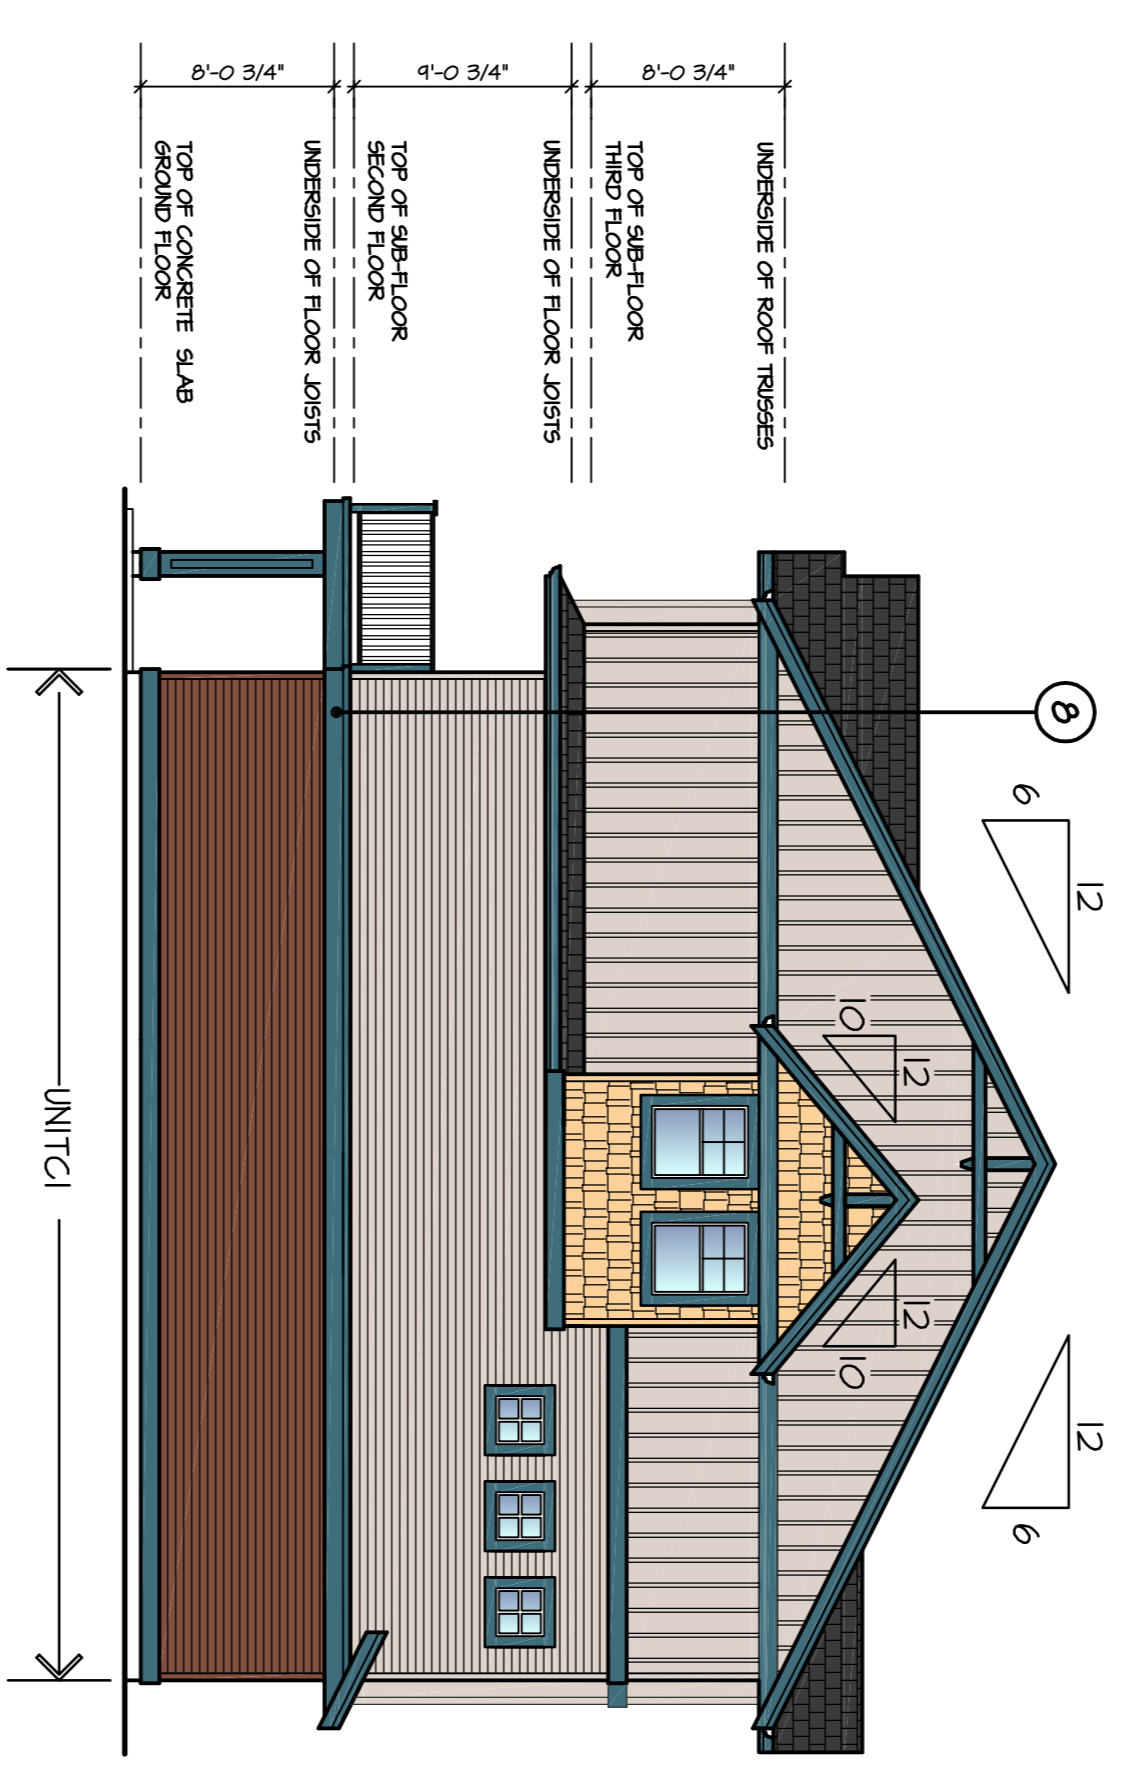 8
6
12
12
6
10
12
12
10
8'-0 3/4"
9'-0 3/4"
8'-0 3/4"
UNDERSIDE OF ROOF TRUSSES
TOP OF SUB-FLOOR
THIRD FLOOR
UNDERSIDE OF FLOOR JOISTS
TOP OF SUB-FLOOR
SECOND FLOOR
UNDERSIDE OF FLOOR JOISTS
TOP OF CONCRETE SLAB
GROUND FLOOR
UNITC1